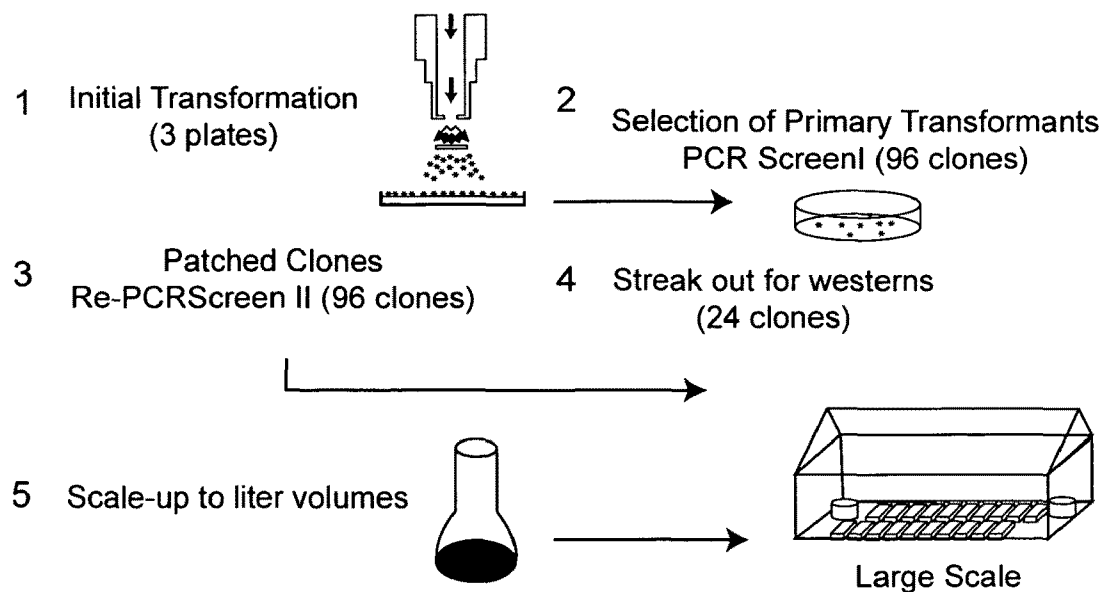 1 Initial Transformation
(3 plates)
2 Selection of Primary Transformants
PCR ScreenI (96 clones)
3 Patched Clones
Re-PCRScreen II (96 clones)
4 Streak out for westerns
(24 clones)
5 Scale-up to liter volumes
Large Scale